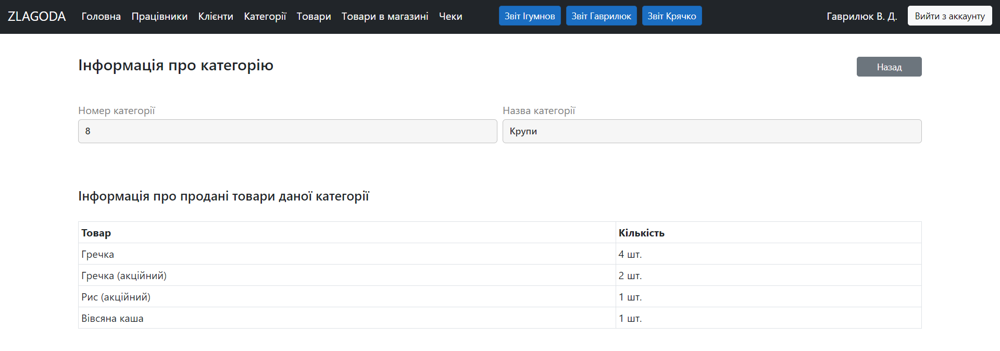 ZLAGODA Головна Працівники Клієнти Категорії Товари Товари в магазині Чеки Звіт Ігумнов Звіт Гаврилюк Звіт Крячко Гаврилюк В. Д. Вийти з аккаунту
Інформація про категорію Назад
Номер категорії Назва категорії
8 Крупи
Інформація про продані товари даної категорії
Товар Кількість
Гречка 4 шт.
Гречка (акційний) 2 шт.
Рис (акційний) 1 шт.
Вівсяна каша 1 шт.